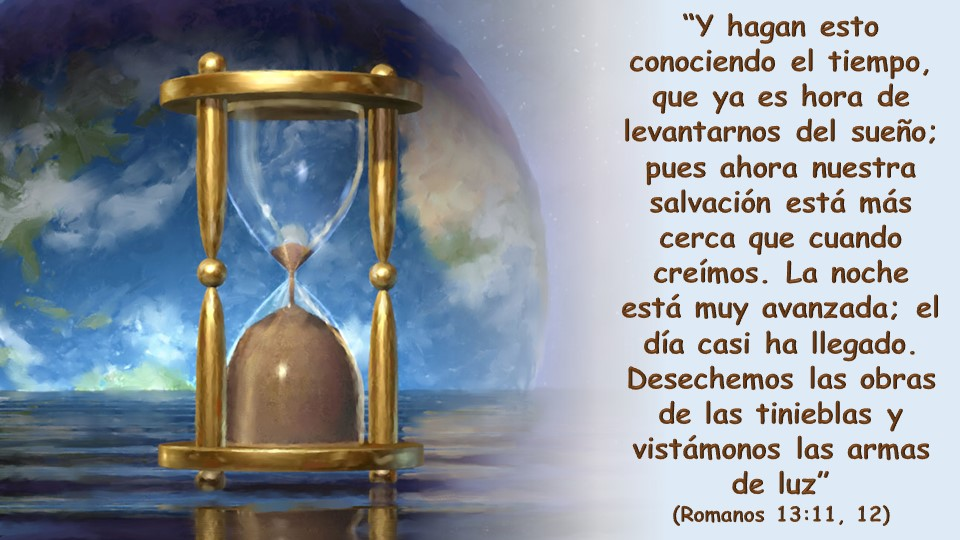 “Y hagan esto
conociendo el tiempo,
que ya es hora de
levantarnos del sueño;
pues ahora nuestra
salvación está más
cerca que cuando
creímos. La noche
está muy avanzada; el
día casi ha llegado.
Desechemos las obras
de las tinieblas y
vistámonos las armas
de luz”
(Romanos 13:11, 12)